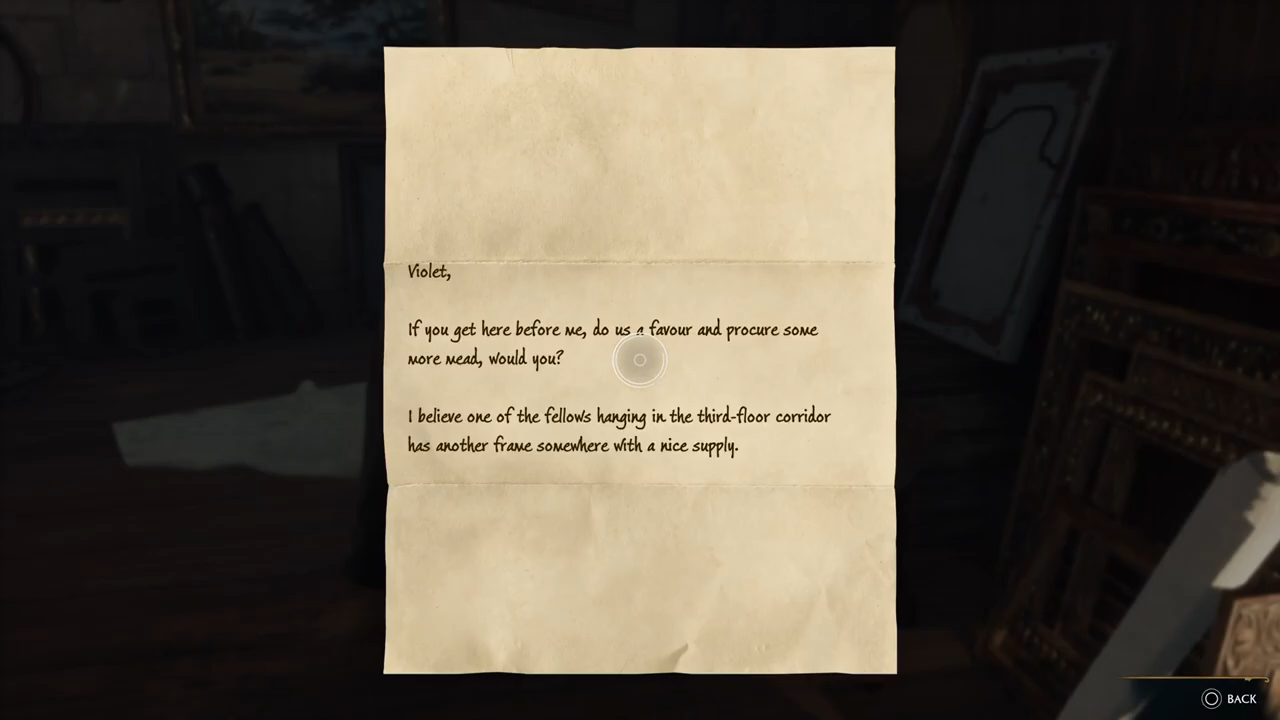 Violet,
If you get here before me, do us a favour and procure some
more mead, would you?
I believe one of the fellows hanging in the third-floor corridor
has another frame somewhere with a nice supply.
BACK